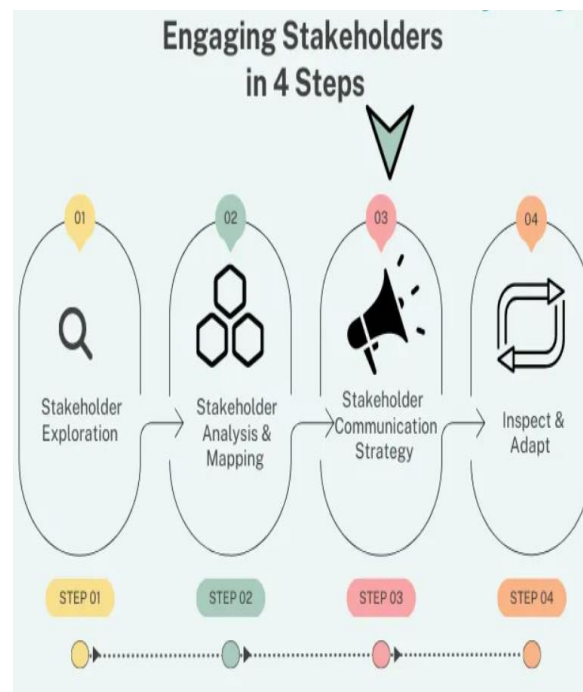 Engaging Stakeholders
in 4 Steps
01
02
03
04
Stakeholder
Exploration
Stakeholder
Analysis &
Mapping
Stakeholder
Communication
Strategy
Inspect &
Adapt
STEP 01
STEP 02
STEP 03
STEP 04